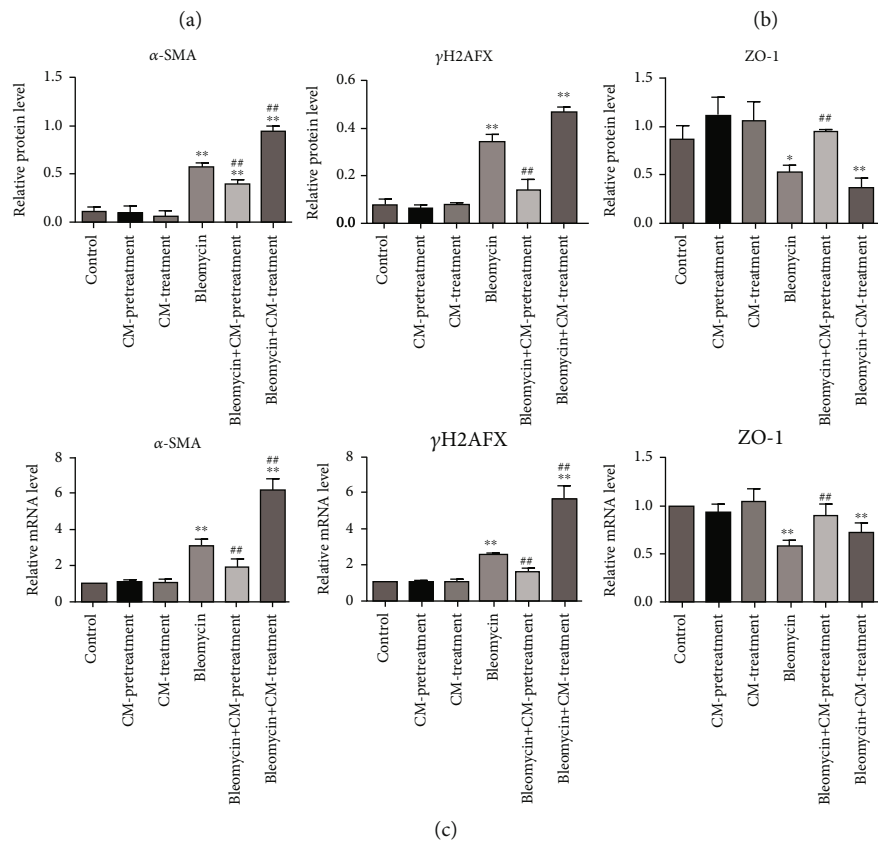 (a)
(b)
α-SMA
Relative protein level
1.5
1.0
0.5
0.0
**
##
**
##
**
Control
CM-pretreatment
CM-treatment
Bleomycin
Bleomycin+CM-pretreatment
Bleomycin+CM-treatment
γH2AFX
Relative protein level
0.6
0.4
0.2
0.0
**
##
**
Control
CM-pretreatment
CM-treatment
Bleomycin
Bleomycin+CM-pretreatment
Bleomycin+CM-treatment
ZO-1
Relative protein level
1.5
1.0
0.5
0.0
*
##
**
Control
CM-pretreatment
CM-treatment
Bleomycin
Bleomycin+CM-pretreatment
Bleomycin+CM-treatment
α-SMA
Relative mRNA level
8
6
4
2
0
**
##
##
**
Control
CM-pretreatment
CM-treatment
Bleomycin
Bleomycin+CM-pretreatment
Bleomycin+CM-treatment
γH2AFX
Relative mRNA level
8
6
4
2
0
**
##
##
**
Control
CM-pretreatment
CM-treatment
Bleomycin
Bleomycin+CM-pretreatment
Bleomycin+CM-treatment
ZO-1
Relative mRNA level
1.5
1.0
0.5
0.0
**
##
**
Control
CM-pretreatment
CM-treatment
Bleomycin
Bleomycin+CM-pretreatment
Bleomycin+CM-treatment
(c)